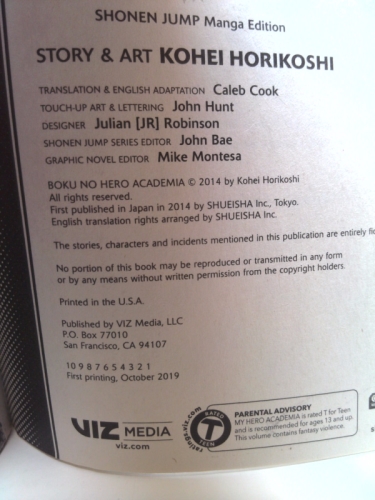 SHONEN JUMP Manga Edition
STORY & ART KOHEI HORIKOSHI
TRANSLATION & ENGLISH ADAPTATION Caleb Cook
TOUCH-UP ART & LETTERING John Hunt
DESIGNER Julian [JR] Robinson
SHONEN JUMP SERIES EDITOR John Bae
GRAPHIC NOVEL EDITOR Mike Montesa
BOKU NO HERO ACADEMIA © 2014 by Kohei Horikoshi
All rights reserved.
First published in Japan in 2014 by SHUEISHA Inc., Tokyo.
English translation rights arranged by SHUEISHA Inc.
The stories, characters and incidents mentioned in this publication are entirely
No portion of this book may be reproduced or transmitted in any form
or by any means without written permission from the copyright holders.
Printed in the U.S.A.
Published by VIZ Media, LLC
P.O. Box 77010
San Francisco, CA 94107
10 9 8 7 6 5 4 3 2 1
First printing, October 2019
VIZ MEDIA
viz.com
ratings.viz.com
RATED
T
TEEN
PARENTAL ADVISORY
MY HERO ACADEMIA is rated T for Teen
and is recommended for ages 13 and up.
This volume contains fantasy violence.